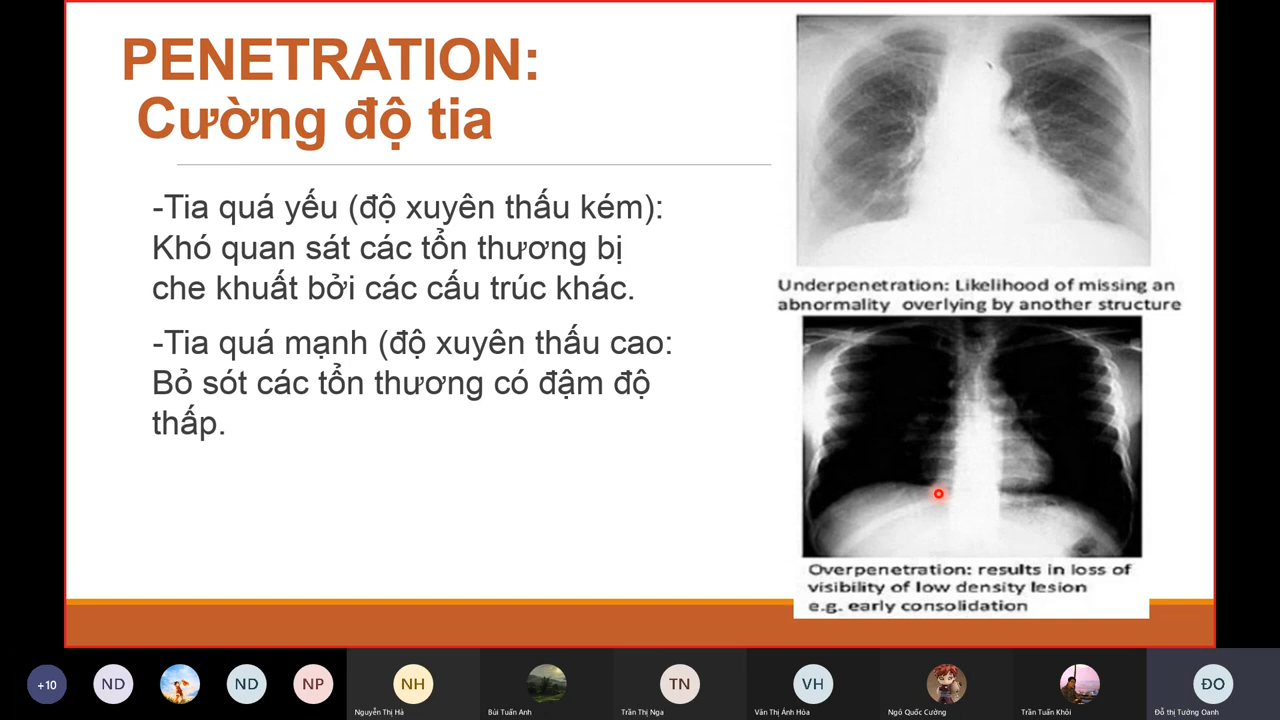 PENETRATION:
Cường độ tia
-Tia quá yếu (độ xuyên thấu kém):
Khó quan sát các tổn thương bị
che khuất bởi các cấu trúc khác.
-Tia quá mạnh (độ xuyên thấu cao:
Bỏ sót các tổn thương có đậm độ
thấp.
Underpenetration: Likelihood of missing an
abnormality overlying by another structure
Overpenetration: results in loss of
visibility of low density lesion
e.g. early consolidation
+10
ND
ND
NP
NH
TN
VH
ĐO
Nguyễn Thị Hà
Bùi Tuấn Anh
Trần Thị Nga
Văn Thị Ánh Hòa
Ngô Quốc Cường
Trần Tuấn Khôi
Đỗ thị Tường Oanh